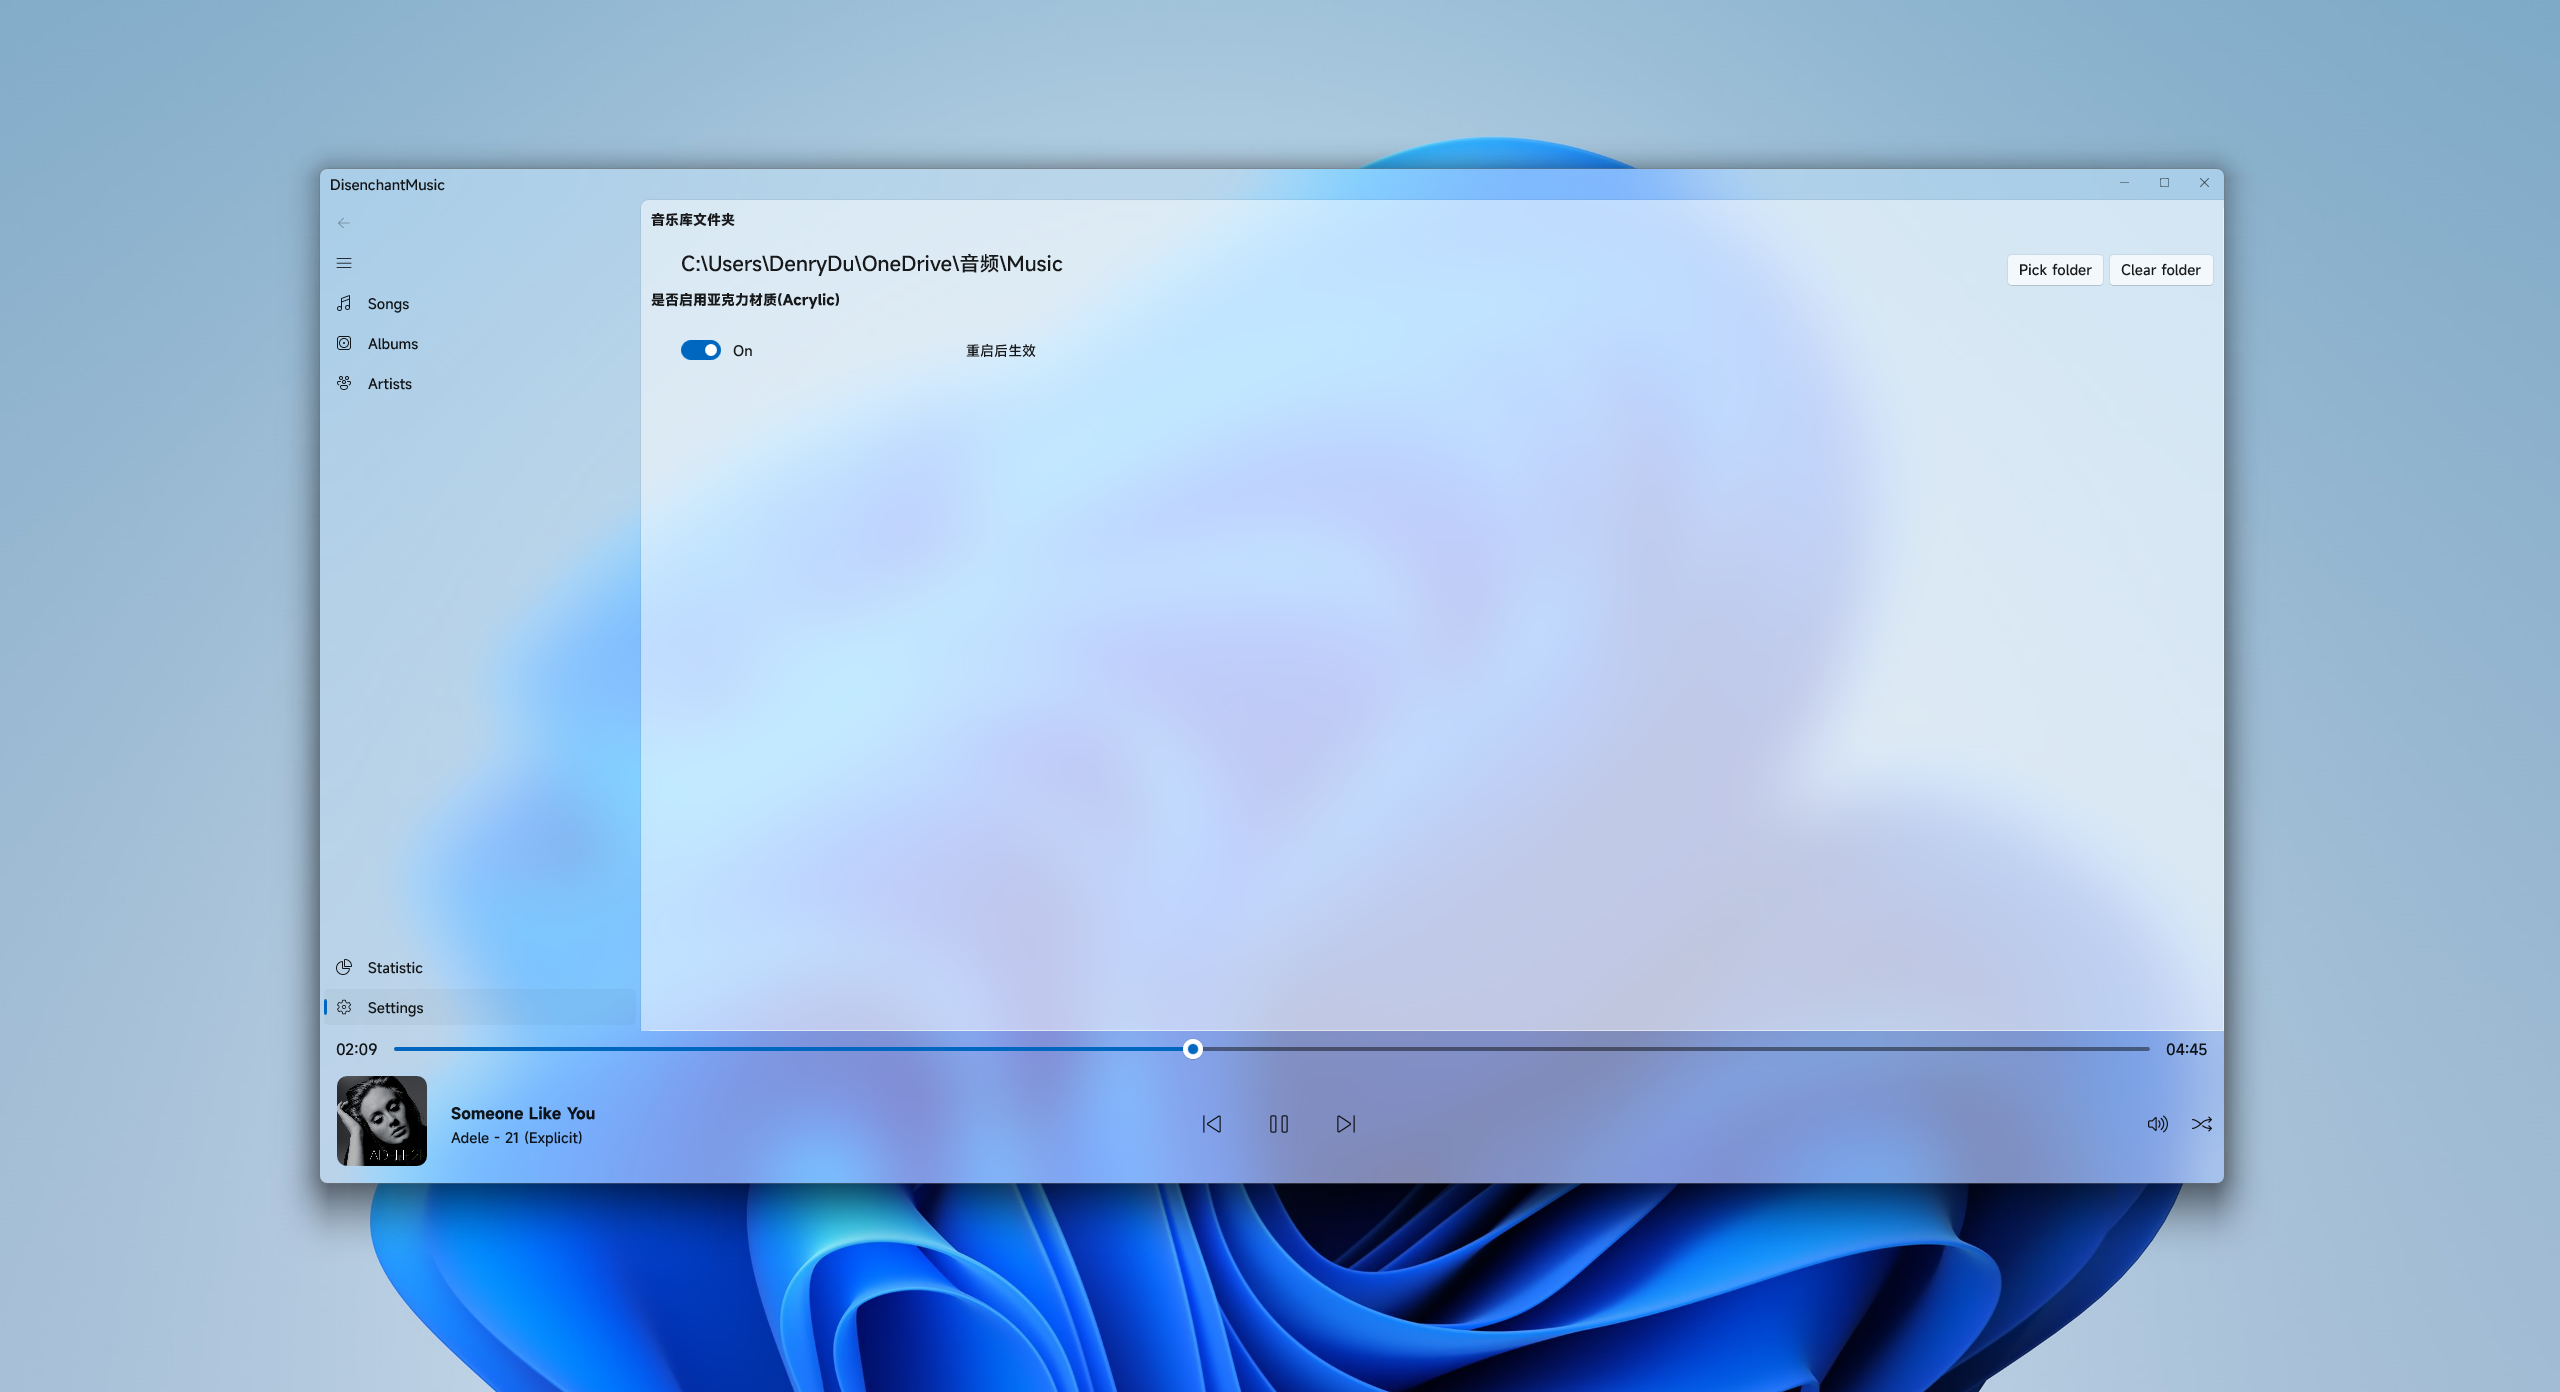 DisenchantMusic
音乐库文件夹
C:\Users\DenryDu\OneDrive\音频\Music
Pick folder
Clear folder
是否启用亚克力材质(Acrylic)
On
重启后生效
Songs
Albums
Artists
Statistic
Settings
02:09
04:45
Someone Like You
Adele - 21 (Explicit)